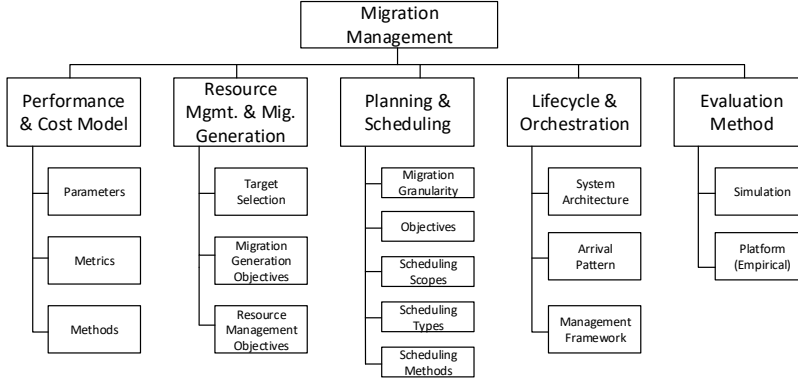 Migration
Management
Performance
& Cost Model
Resource
Mgmt. & Mig.
Generation
Planning &
Scheduling
Lifecycle &
Orchestration
Evaluation
Method
Parameters
Metrics
Methods
Target
Selection
Migration
Generation
Objectives
Resource
Management
Objectives
Migration
Granularity
Objectives
Scheduling
Scopes
Scheduling
Types
Scheduling
Methods
System
Architecture
Arrival
Pattern
Management
Framework
Simulation
Platform
(Empirical)